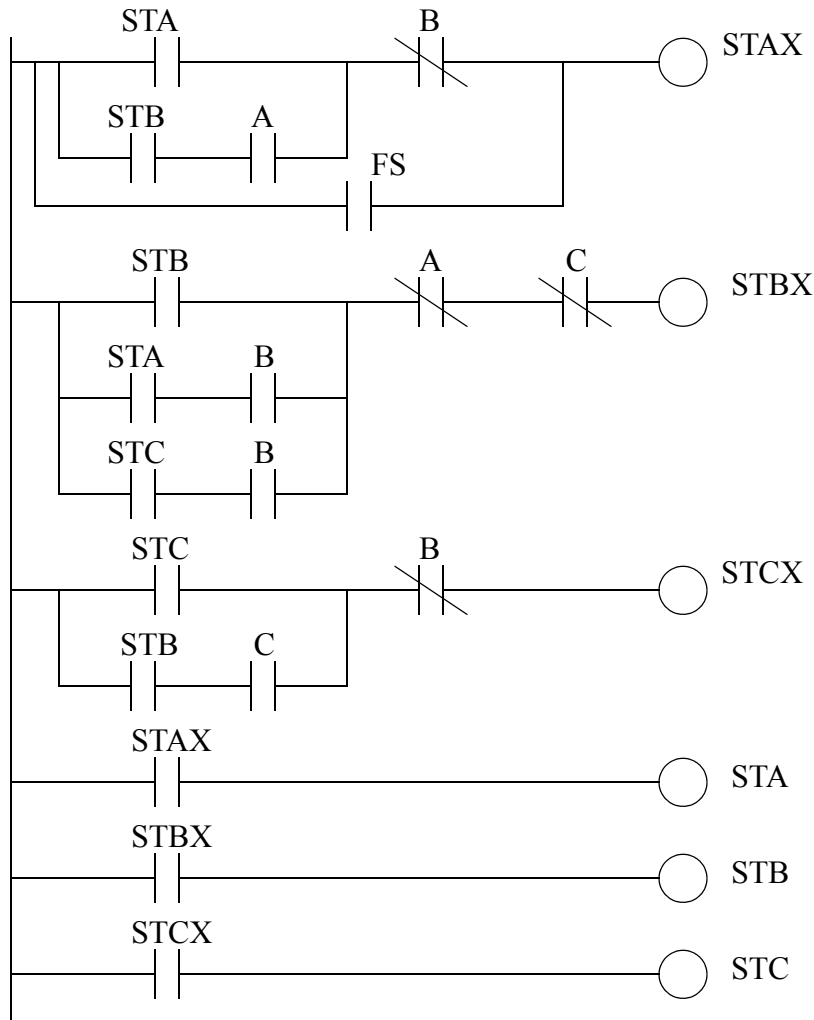 STA B STAX
STB A
FS
STB A C STBX
STA B
STC B
STC B STCX
STB C
STAX STA
STBX STB
STCX STC